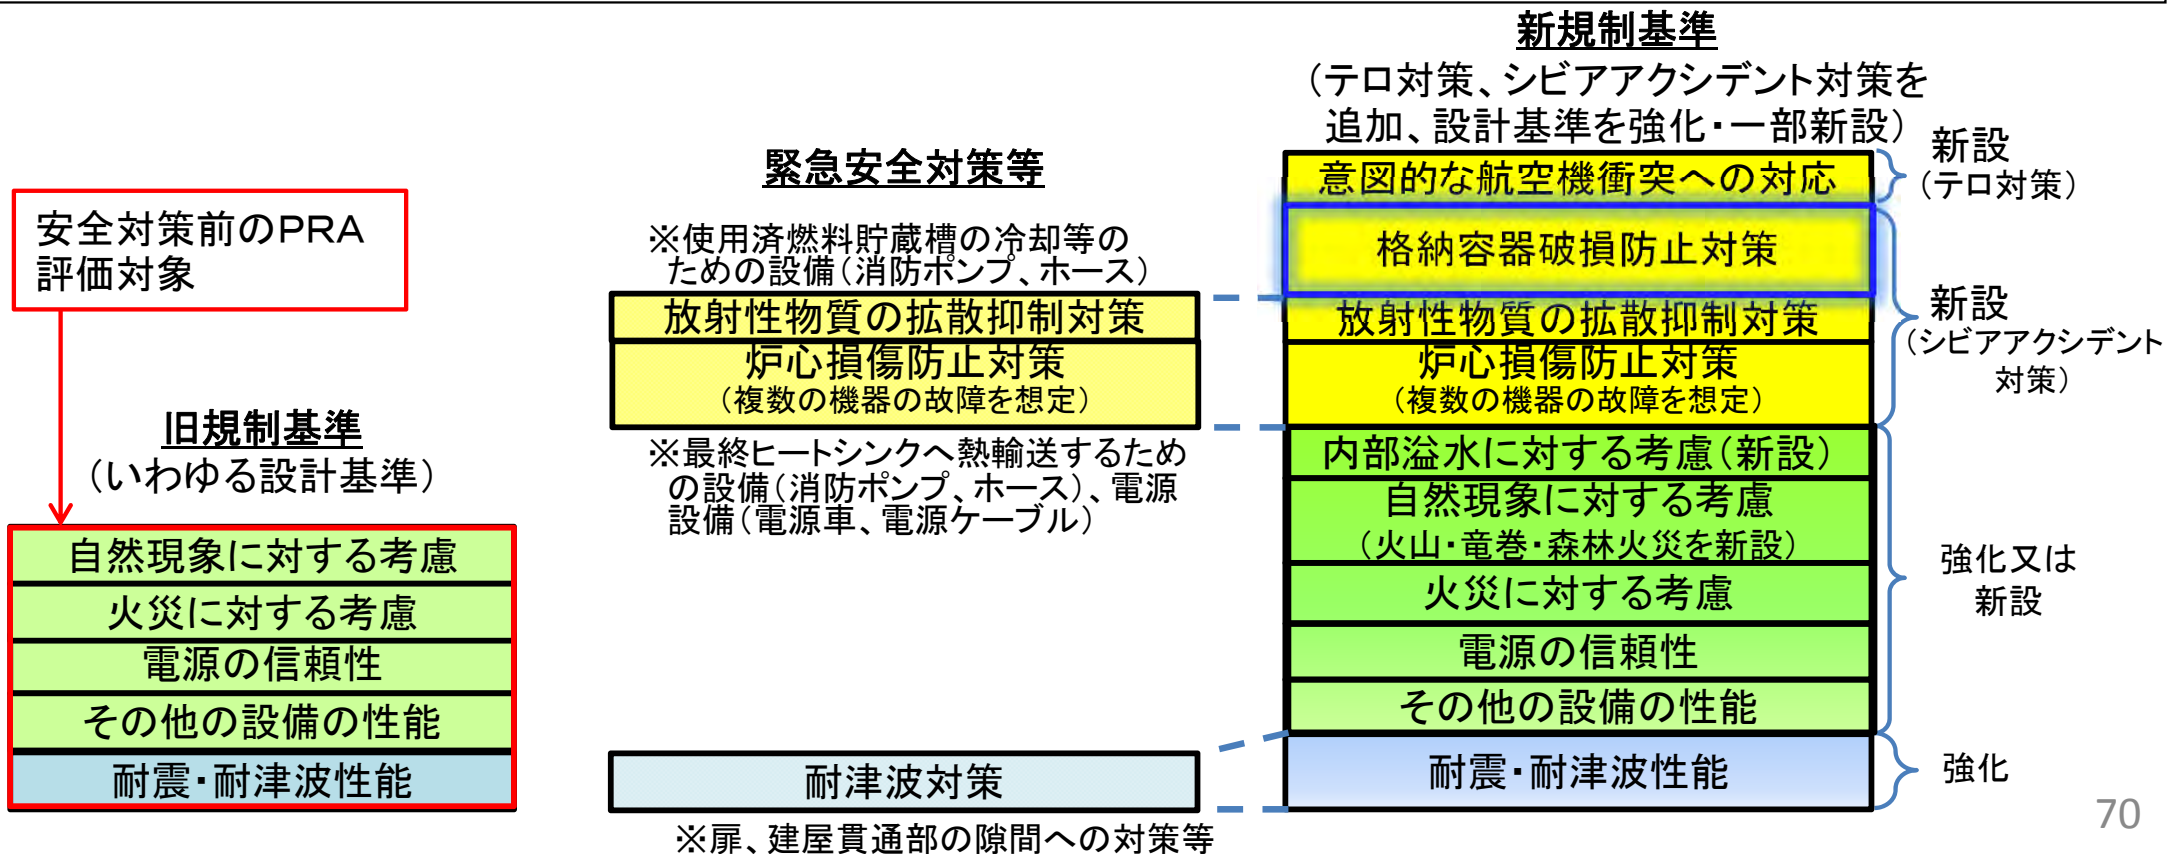 安全対策前のPRA
評価対象
旧規制基準
（いわゆる設計基準）
自然現象に対する考慮
火災に対する考慮
電源の信頼性
その他の設備の性能
耐震・耐津波性能
緊急安全対策等
※使用済燃料貯蔵槽の冷却等の
ための設備（消防ポンプ、ホース）
放射性物質の拡散抑制対策
炉心損傷防止対策
（複数の機器の故障を想定）
※最終ヒートシンクへ熱輸送するため
の設備（消防ポンプ、ホース）、電源
設備（電源車、電源ケーブル）
耐津波対策
※扉、建屋貫通部の隙間への対策等
新規制基準
（テロ対策、シビアアクシデント対策を
追加、設計基準を強化・一部新設）
意図的な航空機衝突への対応
格納容器破損防止対策
放射性物質の拡散抑制対策
炉心損傷防止対策
（複数の機器の故障を想定）
内部溢水に対する考慮（新設）
自然現象に対する考慮
（火山・竜巻・森林火災を新設）
火災に対する考慮
電源の信頼性
その他の設備の性能
耐震・耐津波性能
新設
（テロ対策）
新設
（シビアアクシデント
対策）
強化又は
新設
強化
70